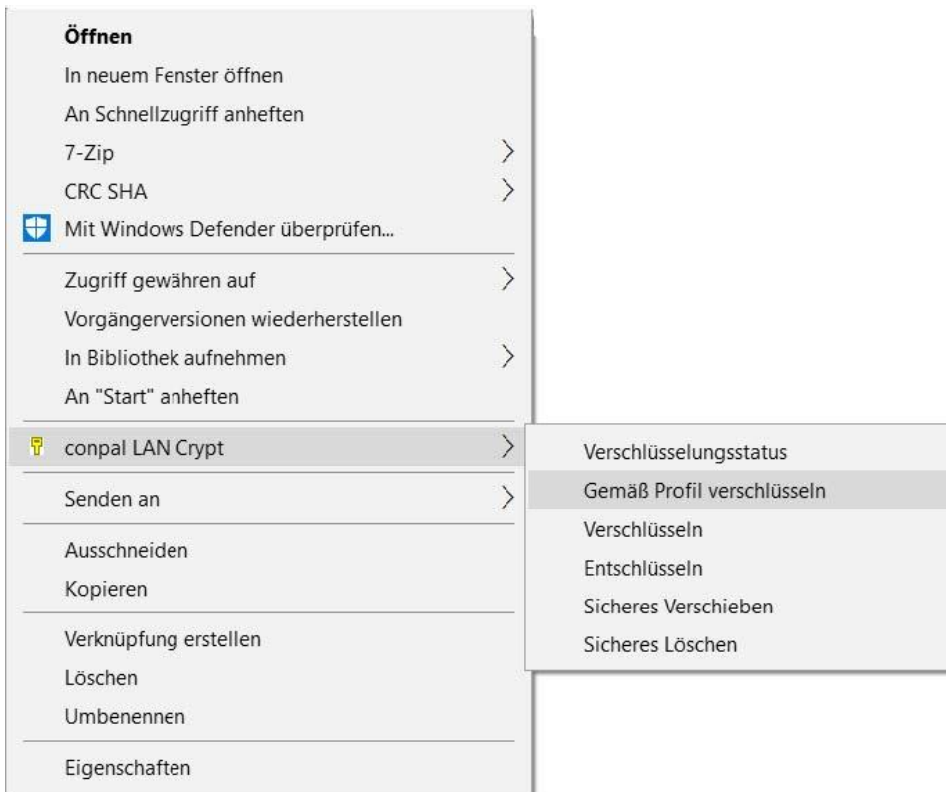 Öffnen
In neuem Fenster öffnen
An Schnellzugriff anheften
7-Zip
CRC SHA
Mit Windows Defender überprüfen...
Zugriff gewähren auf
Vorgängerversionen wiederherstellen
In Bibliothek aufnehmen
An "Start" anheften
conpal LAN Crypt
Senden an
Ausschneiden
Kopieren
Verknüpfung erstellen
Löschen
Umbenennen
Eigenschaften
Verschlüsselungsstatus
Gemäß Profil verschlüsseln
Verschlüsseln
Entschlüsseln
Sicheres Verschieben
Sicheres Löschen